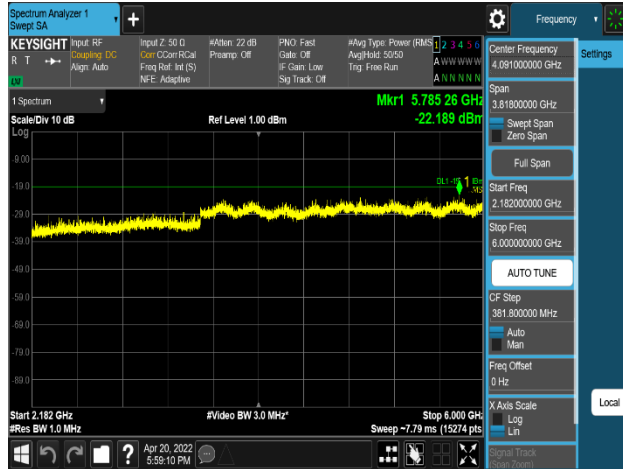 Spectrum Analyzer 1
Swept SA
Frequency
KEYSIGHT
R T
Input: RF
Coupling: DC
Align: Auto
Input Z: 50 Ω
Corr CCorr RCal
Freq Ref: Int (S)
NFE: Adaptive
#Atten: 22 dB
Preamp: Off
PNO: Fast
Gate: Off
IF Gain: Low
Sig Track: Off
#Avg Type: Power (RMS
Avg|Hold: 50/50
Trig: Free Run
1 2 3 4 5 6
A W W W W W
A N N N N N
1 Spectrum
Scale/Div 10 dB
Log
Ref Level 1.00 dBm
Mkr1 5.785 26 GHz
-22.189 dBm
-9.00
-19.0
-29.0
-39.0
-49.0
-59.0
-69.0
-79.0
-89.0
1
Start 2.182 GHz
#Res BW 1.0 MHz
#Video BW 3.0 MHz*
Stop 6.000 GHz
Sweep ~7.79 ms (15274 pts
Apr 20, 2022
5:59:10 PM
Center Frequency
4.091000000 GHz
Span
3.81800000 GHz
Swept Span
Zero Span
Full Span
Start Freq
2.182000000 GHz
Stop Freq
6.000000000 GHz
AUTO TUNE
CF Step
381.800000 MHz
Auto
Man
Freq Offset
0 Hz
X Axis Scale
Log
Lin
Signal Track
(Span Zoom)
Settings
Local